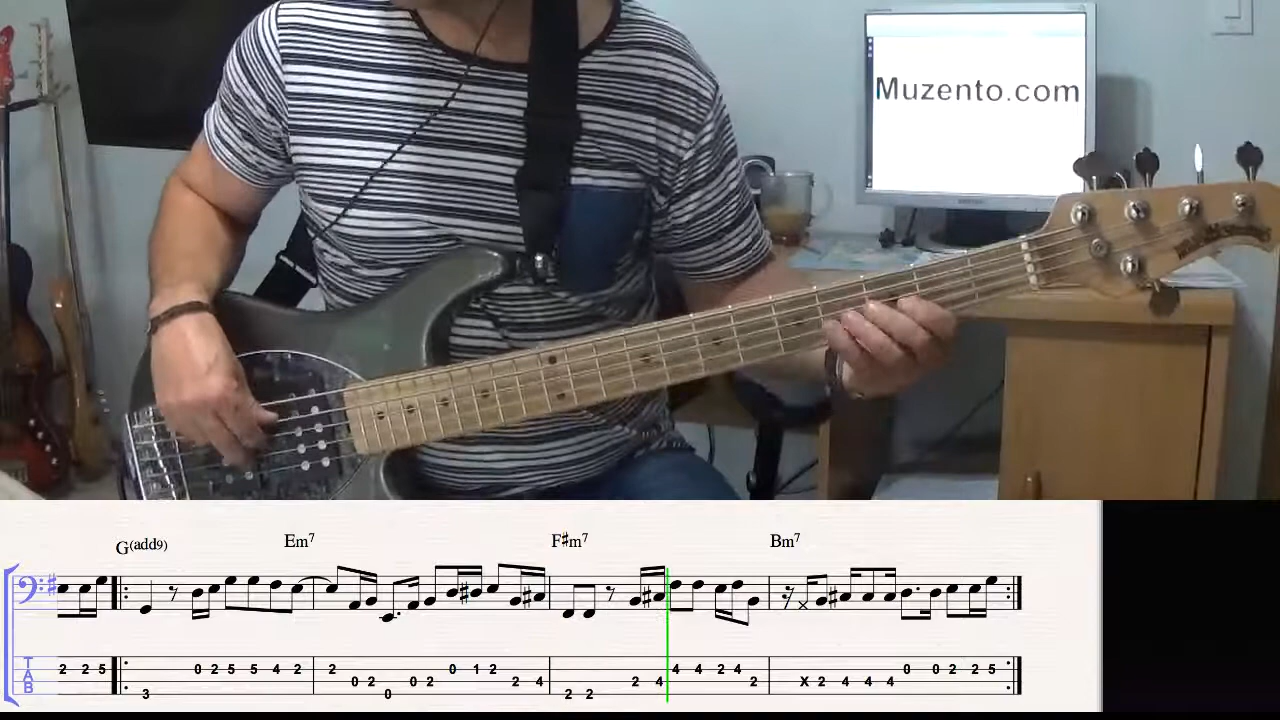 Muzento.com
G(add9) Em7 F#m7 Bm7
T 2 2 5 0 2 5 5 4 2 2 0 1 2 4 4 2 4 0 0 2 2 5
A 0 2 0 2 2 4 2 4 2 X 2 4 4 4
B 3 0 2 2